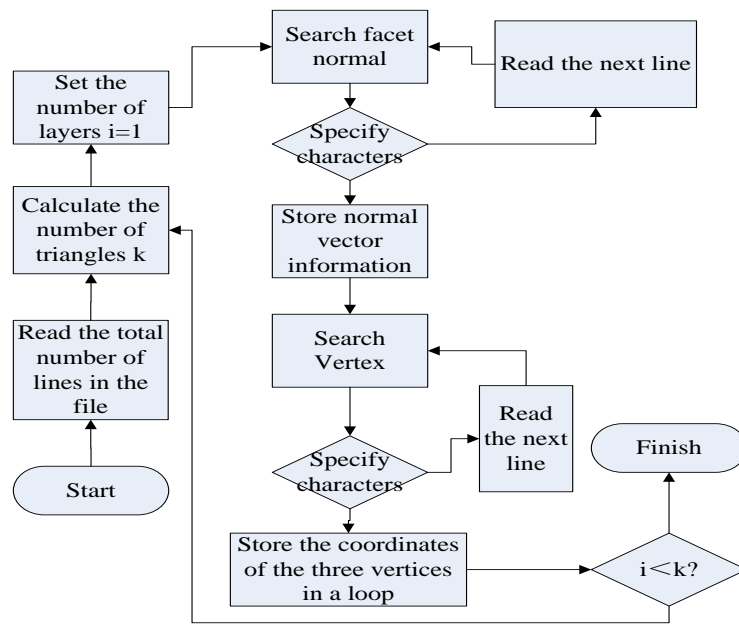 Start
Read the total
number of
lines in the
file
Calculate the
number of
triangles k
Set the
number of
layers i=1
Search facet
normal
Specify
characters
Read the next line
Store normal
vector
information
Search
Vertex
Specify
characters
Read
the next
line
Store the coordinates
of the three vertices
in a loop
i<k?
Finish